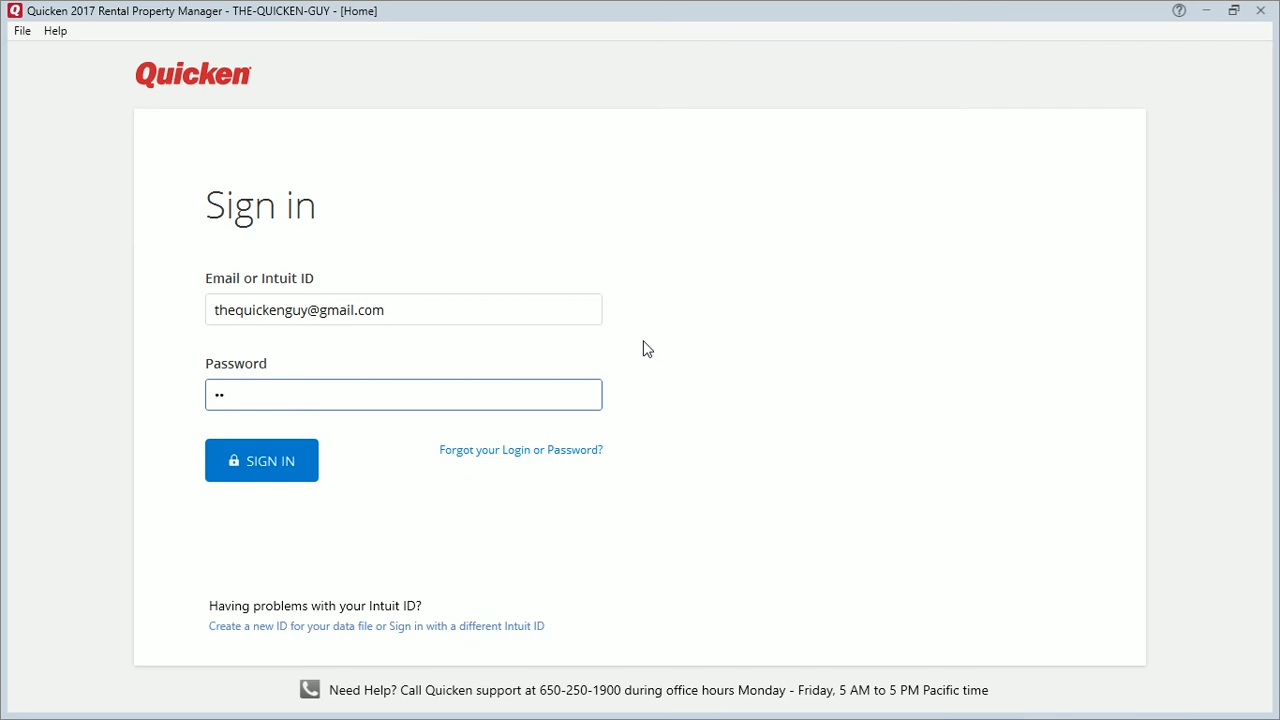 Quicken 2017 Rental Property Manager - THE-QUICKEN-GUY - [Home]
File Help
Quicken
Sign in
Email or Intuit ID
thequickenguy@gmail.com
Password
••
SIGN IN
Forgot your Login or Password?
Having problems with your Intuit ID?
Create a new ID for your data file or Sign in with a different Intuit ID
Need Help? Call Quicken support at 650-250-1900 during office hours Monday - Friday, 5 AM to 5 PM Pacific time